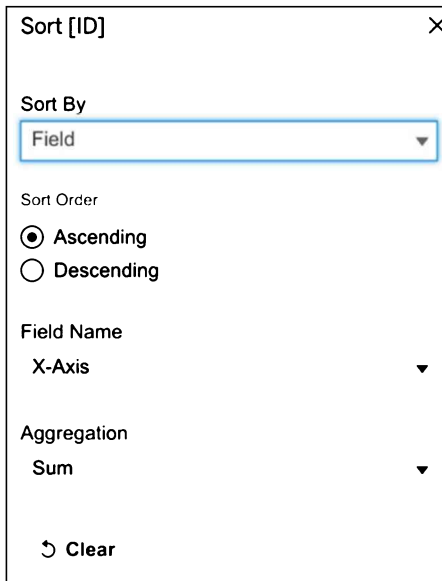 Sort [ID]
Sort By
Field
Sort Order
Ascending
Descending
Field Name
X-Axis
Aggregation
Sum
Clear